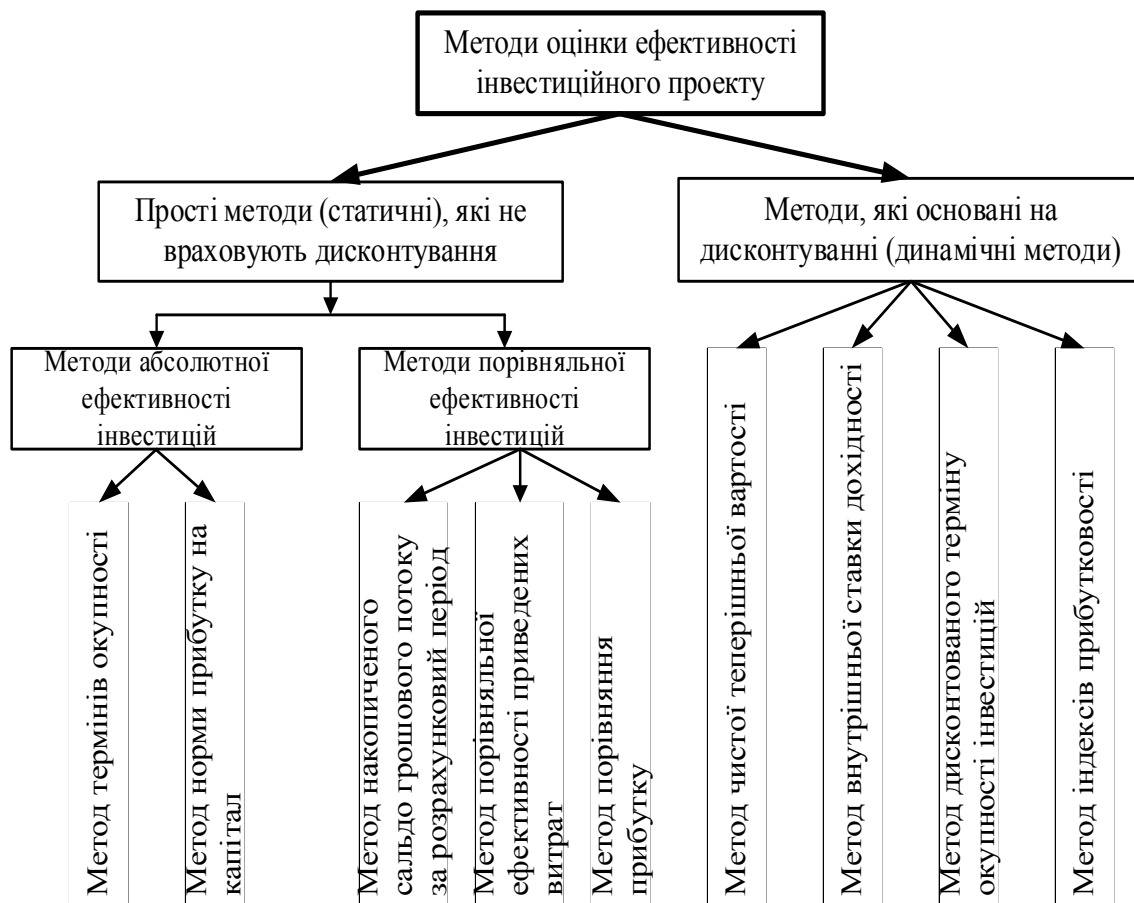 Методи оцінки ефективності
інвестиційного проекту
Прості методи (статичні), які не
враховують дисконтування
Методи, які основані на
дисконтуванні (динамічні методи)
Методи абсолютної
ефективності
інвестицій
Методи порівняльної
ефективності
інвестицій
Метод термінів окупності
Метод норми прибутку на
капітал
Метод накопиченого
сальдо грошового потоку
за розрахунковий період
Метод порівняльної
ефективності приведених
витрат
Метод порівняння
прибутку
Метод чистої теперішньої вартості
Метод внутрішньої ставки дохідності
Метод дисконтованого терміну
окупності інвестицій
Метод індексів прибутковості